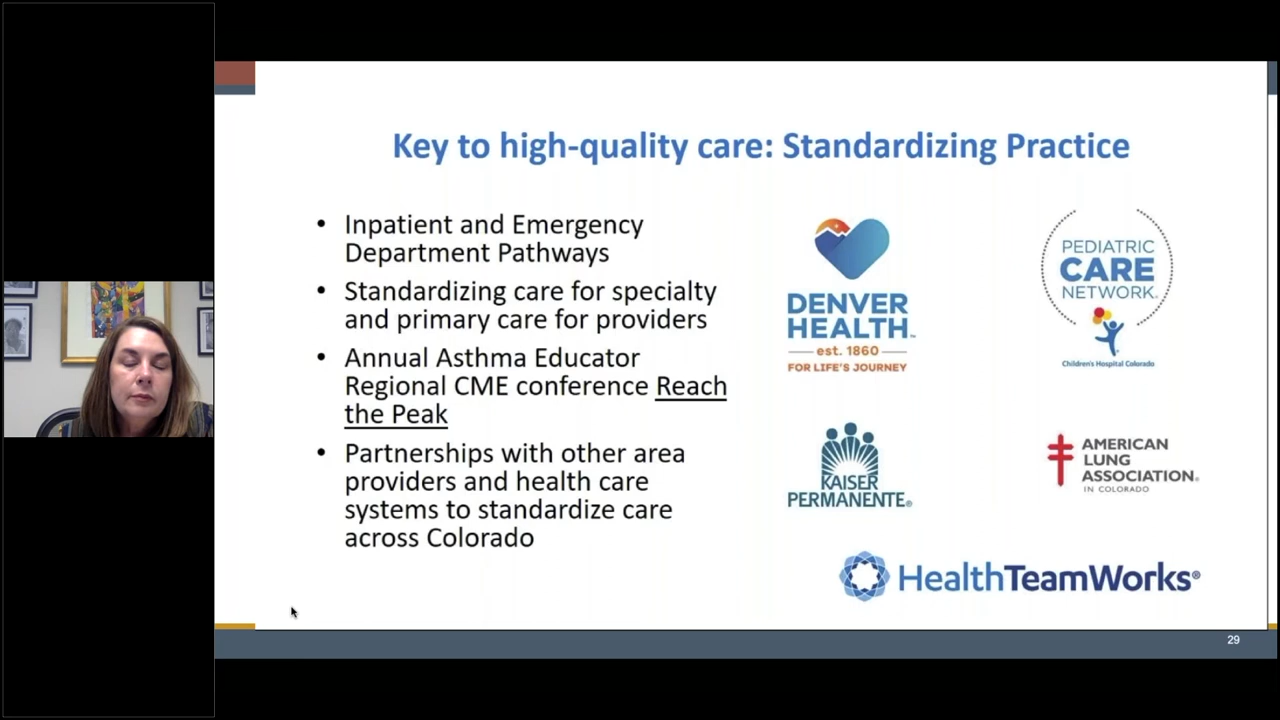 Key to high-quality care: Standardizing Practice
• Inpatient and Emergency
Department Pathways
• Standardizing care for specialty
and primary care for providers
• Annual Asthma Educator
Regional CME conference Reach
the Peak
• Partnerships with other area
providers and health care
systems to standardize care
across Colorado
DENVER
HEALTH™
est. 1860
FOR LIFE'S JOURNEY
PEDIATRIC
CARE
NETWORK
Children's Hospital Colorado
KAISER
PERMANENTE®
AMERICAN
LUNG
ASSOCIATION®
IN COLORADO
HealthTeamWorks®
29